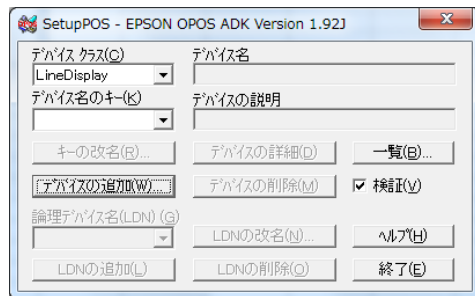 SetupPOS - EPSON OPOS ADK Version 1.92J
デバイス クラス(C)
デバイス名
LineDisplay
デバイス名のキー(K)
デバイスの説明
キーの改名(R)...
デバイスの詳細(D)
一覧(B)...
デバイスの追加(W)...
デバイスの削除(M)
検証(V)
論理デバイス名(LDN) (G)
LDNの改名(N)...
ヘルプ(H)
LDNの追加(L)
LDNの削除(O)
終了(E)